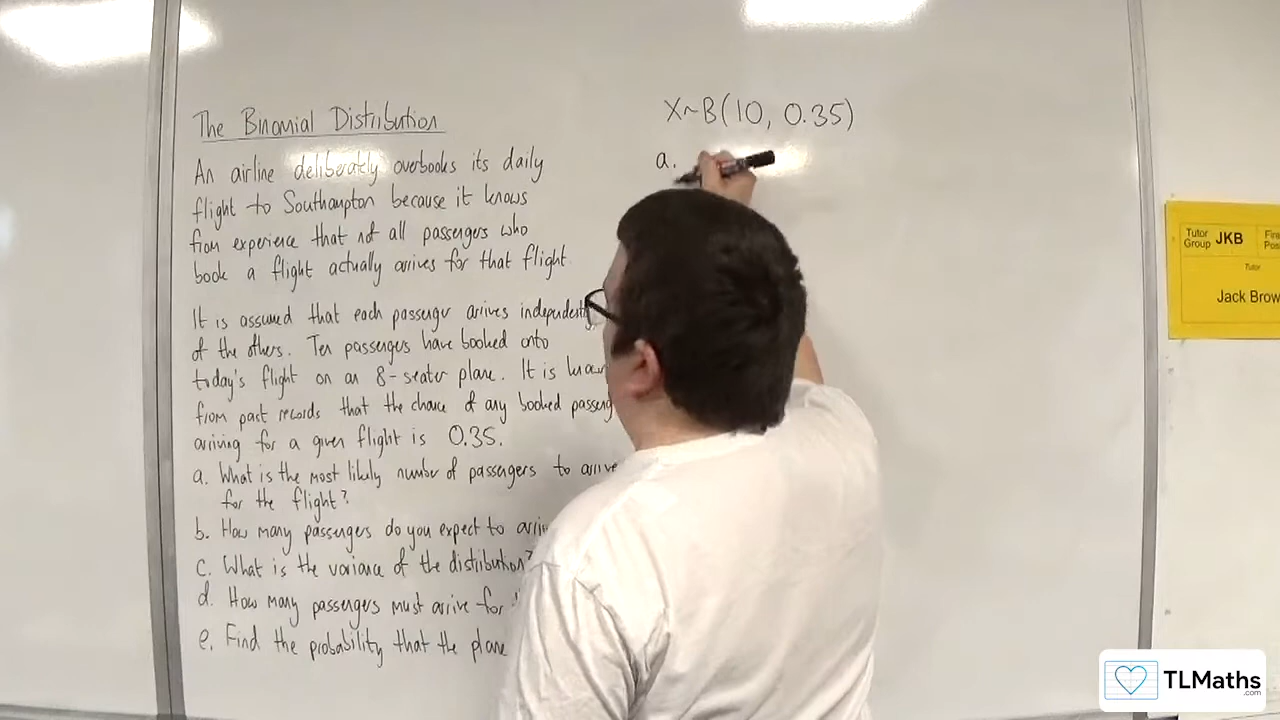 The Binomial Distribution
An airline deliberately overbooks its daily
flight to Southampton because it knows
from experience that not all passengers who
book a flight actually arrives for that flight.
It is assumed that each passenger arrives independently
of the others. Ten passengers have booked onto
today's flight on an 8-seater plane. It is
from past records that the chance of any booked
arriving for a given flight is 0.35.
a. What is the most likely number of passengers to arrive
for the flight?
b. How many passengers do you expect to
c. What is the variance of the distribution?
d. How many passengers must arrive for
e. Find the probability that the plane
X~B(10, 0.35)
a.
Tutor
Group JKB
Tutor
Jack Brow
TLMaths
.com